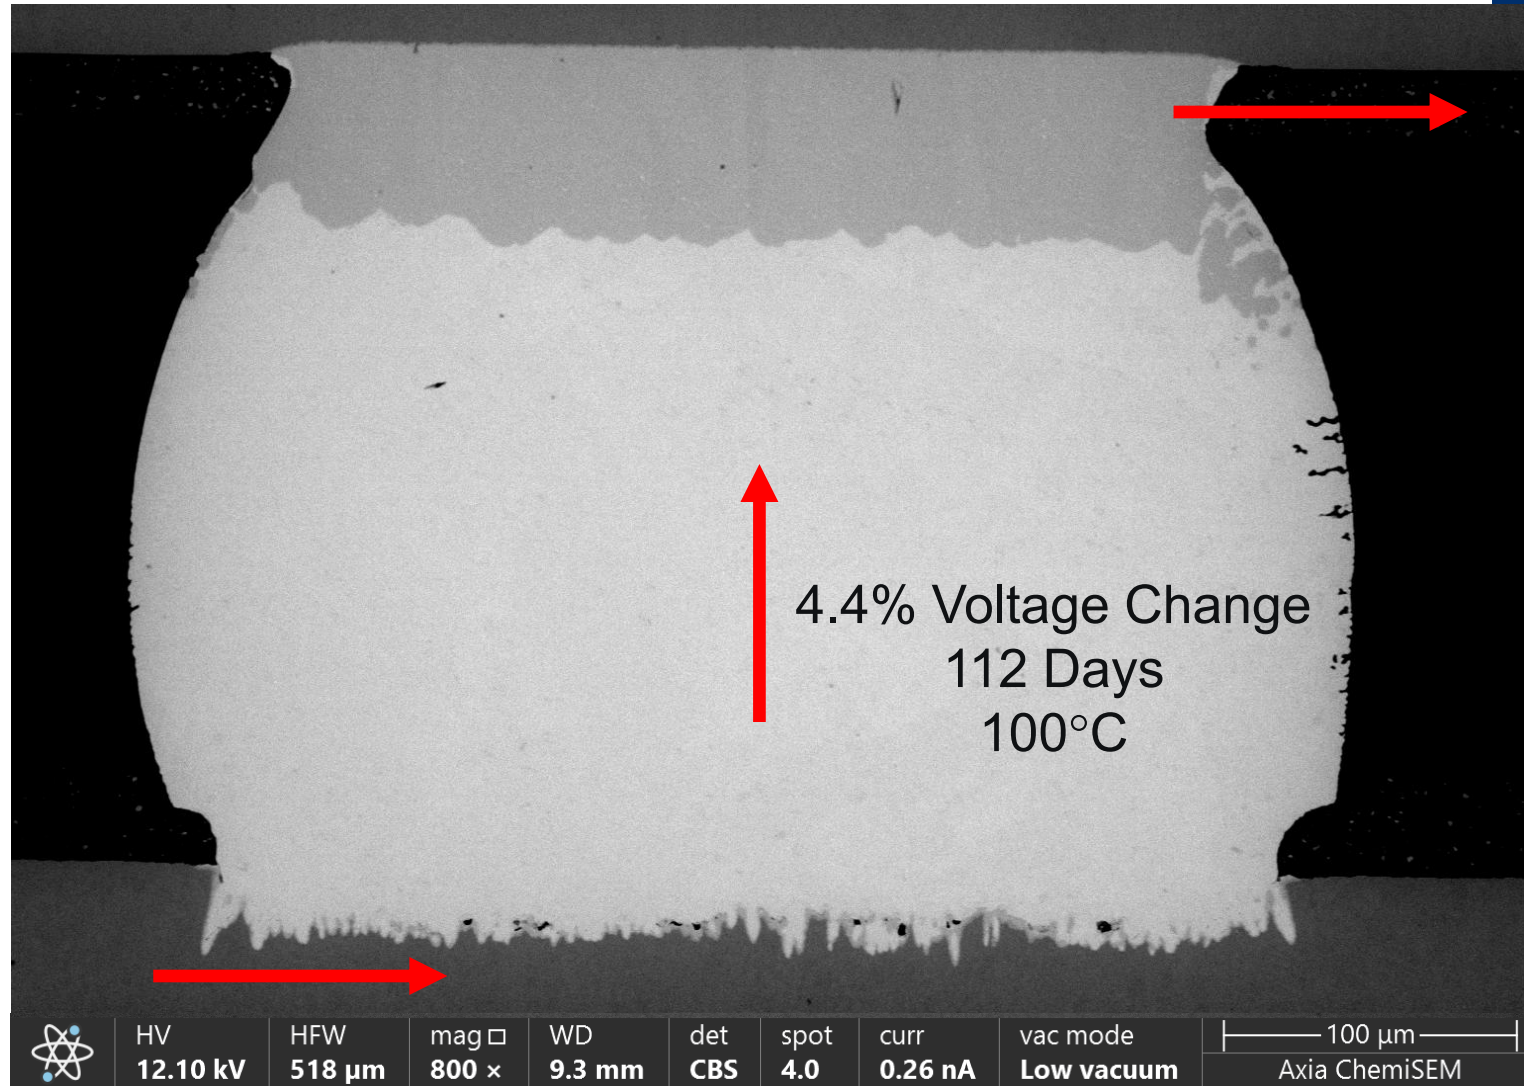 4.4% Voltage Change
112 Days
100°C
HV HFW mag □ WD det spot curr vac mode 100 µm
12.10 kV 518 µm 800 × 9.3 mm CBS 4.0 0.26 nA Low vacuum Axia ChemiSEM